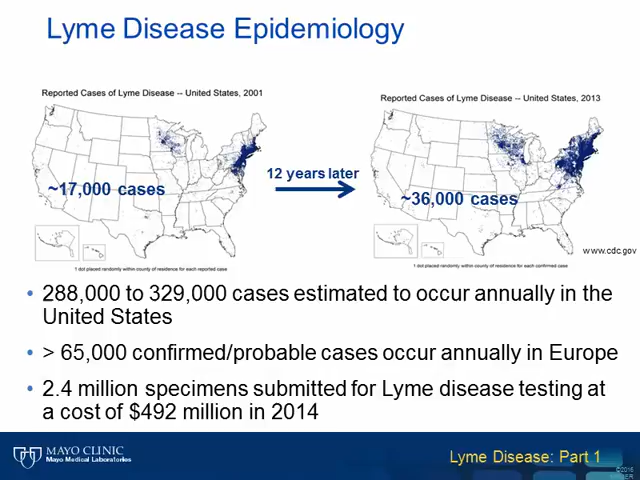 Lyme Disease Epidemiology
Reported Cases of Lyme Disease -- United States, 2001
Reported Cases of Lyme Disease -- United States, 2013
~17,000 cases
12 years later
~36,000 cases
www.cdc.gov
1 dot placed randomly within county of residence for each reported case
1 dot placed randomly within county of residence for each confirmed case
• 288,000 to 329,000 cases estimated to occur annually in the
United States
• > 65,000 confirmed/probable cases occur annually in Europe
• 2.4 million specimens submitted for Lyme disease testing at
a cost of $492 million in 2014
MAYO CLINIC
Mayo Medical Laboratories
Lyme Disease: Part 1
©2016